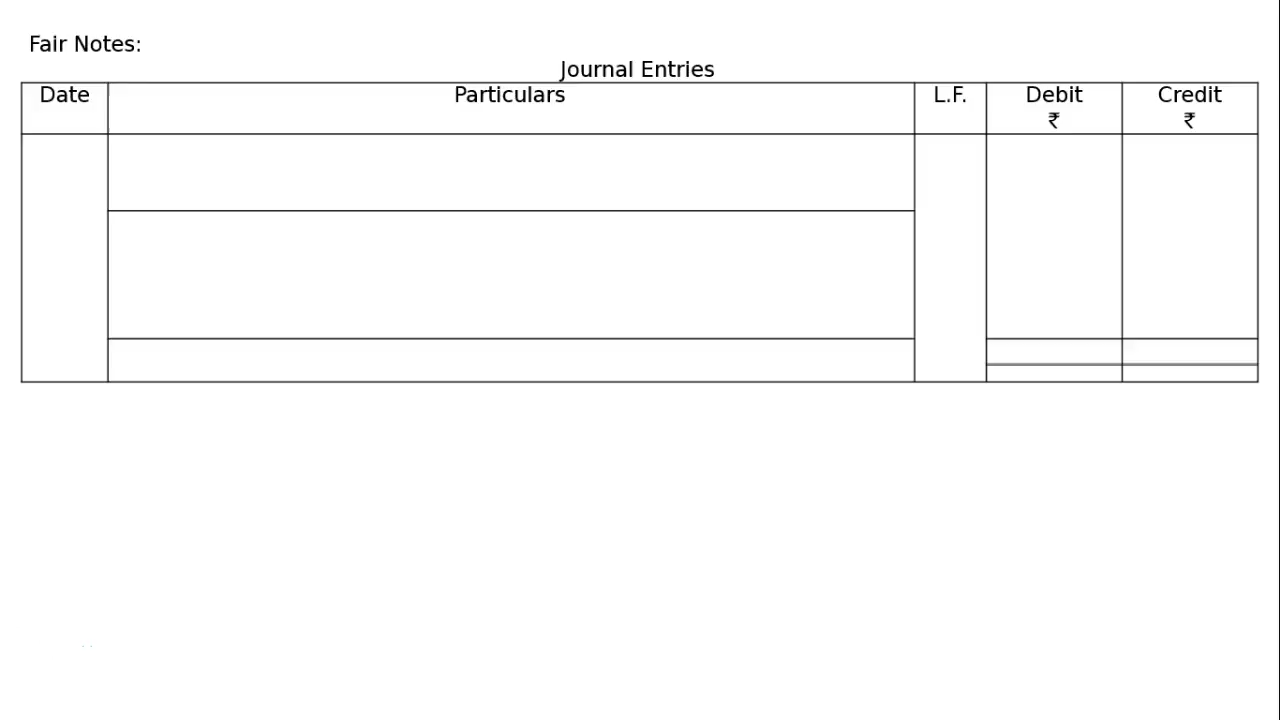 Fair Notes:
Journal Entries
Date Particulars L.F. Debit Credit
₹ ₹